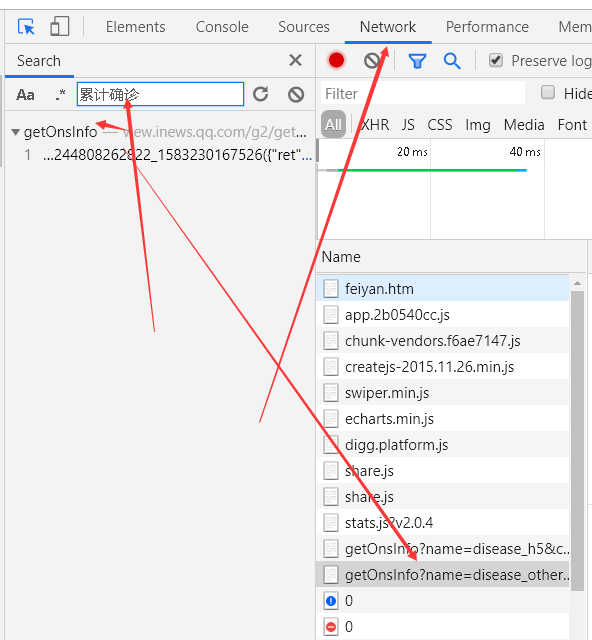 Elements Console Sources Network Performance Mem
Search
Preserve log
Aa .* 累计确诊
Filter
Hide
All XHR JS CSS Img Media Font
getOnsInfo — view.inews.qq.com/g2/get...
1 ...244808262822_1583230167526({"ret"...
20 ms 40 ms
Name
feiyan.htm
app.2b0540cc.js
chunk-vendors.f6ae7147.js
createjs-2015.11.26.min.js
swiper.min.js
echarts.min.js
digg.platform.js
share.js
share.js
stats.js?v2.0.4
getOnsInfo?name=disease_h5&c...
getOnsInfo?name=disease_other...
0
0